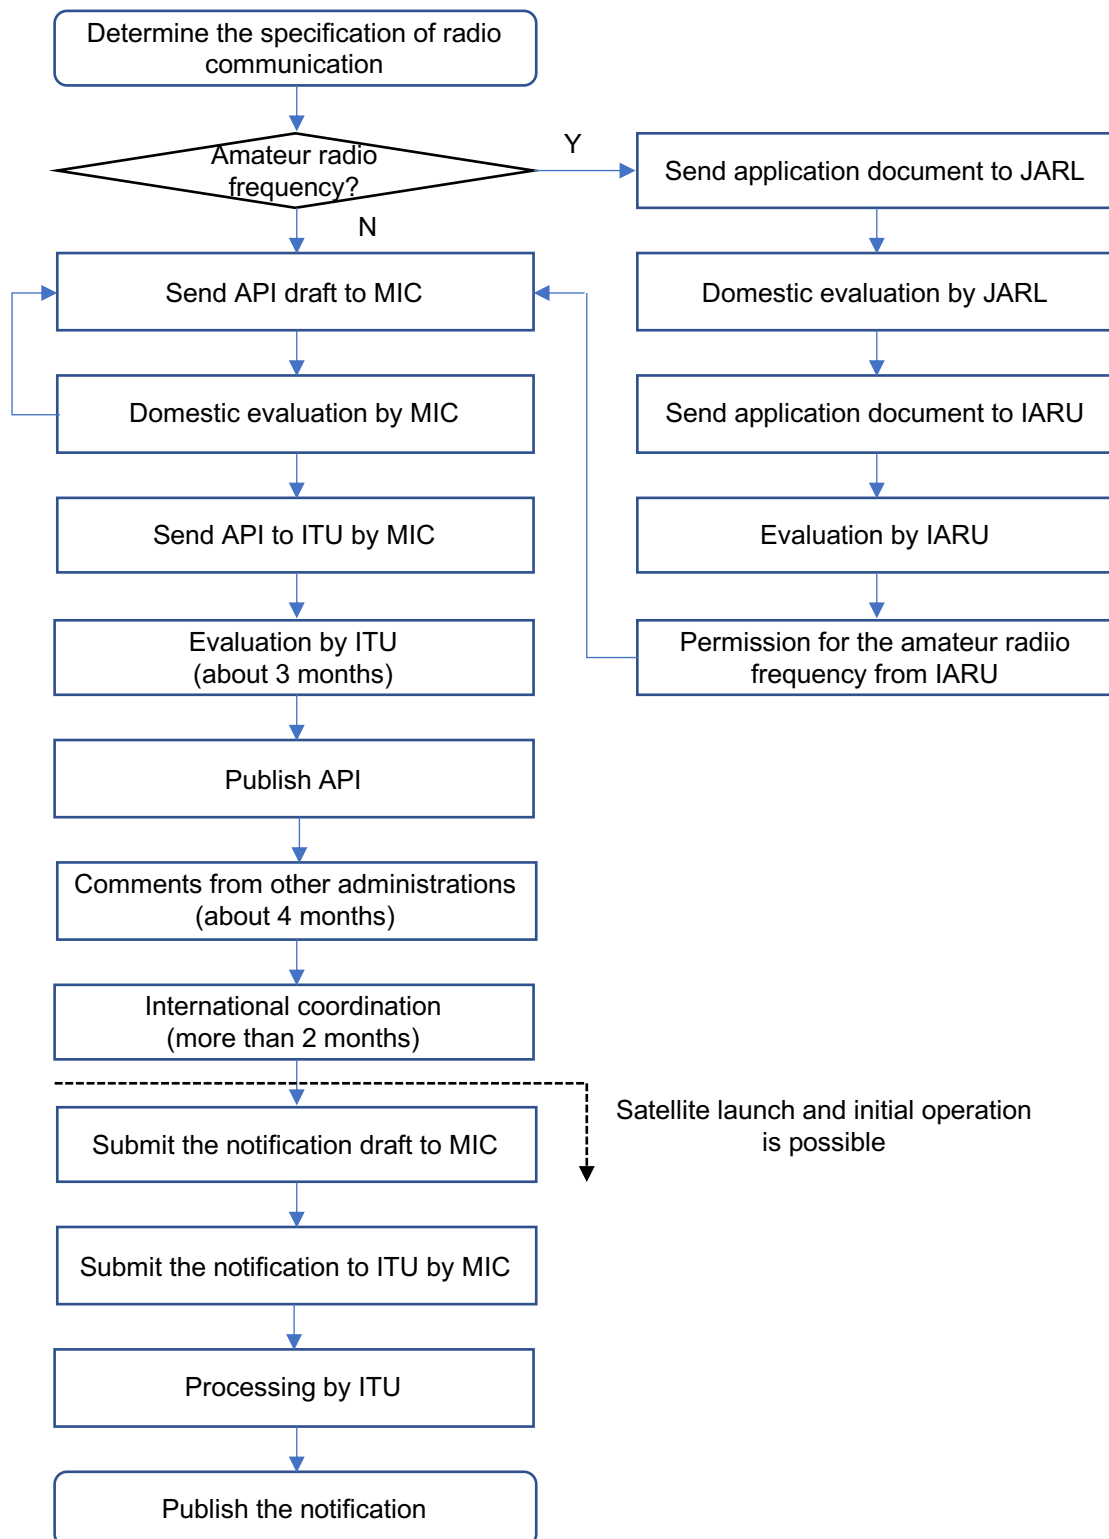 Determine the specification of radio
communication
Amateur radio
frequency?
Y
N
Send application document to JARL
Send API draft to MIC
Domestic evaluation by JARL
Domestic evaluation by MIC
Send application document to IARU
Send API to ITU by MIC
Evaluation by IARU
Evaluation by ITU
(about 3 months)
Permission for the amateur radiio
frequency from IARU
Publish API
Comments from other administrations
(about 4 months)
International coordination
(more than 2 months)
Satellite launch and initial operation
is possible
Submit the notification draft to MIC
Submit the notification to ITU by MIC
Processing by ITU
Publish the notification